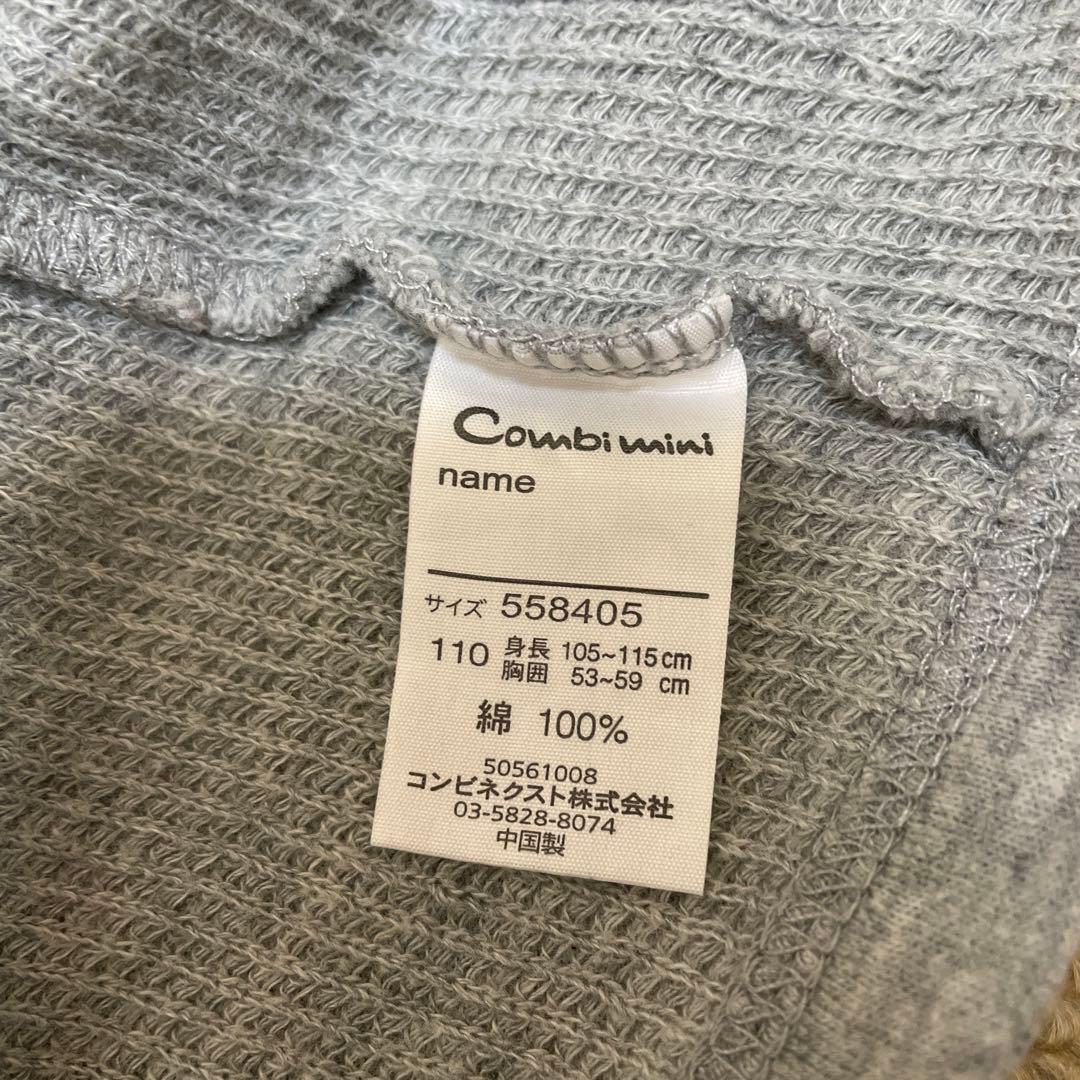 Combi mini
name
サイズ 558405
110 身長 105~115cm
胸囲 53~59 cm
綿 100%
50561008
コンビネクスト株式会社
03-5828-8074
中国製